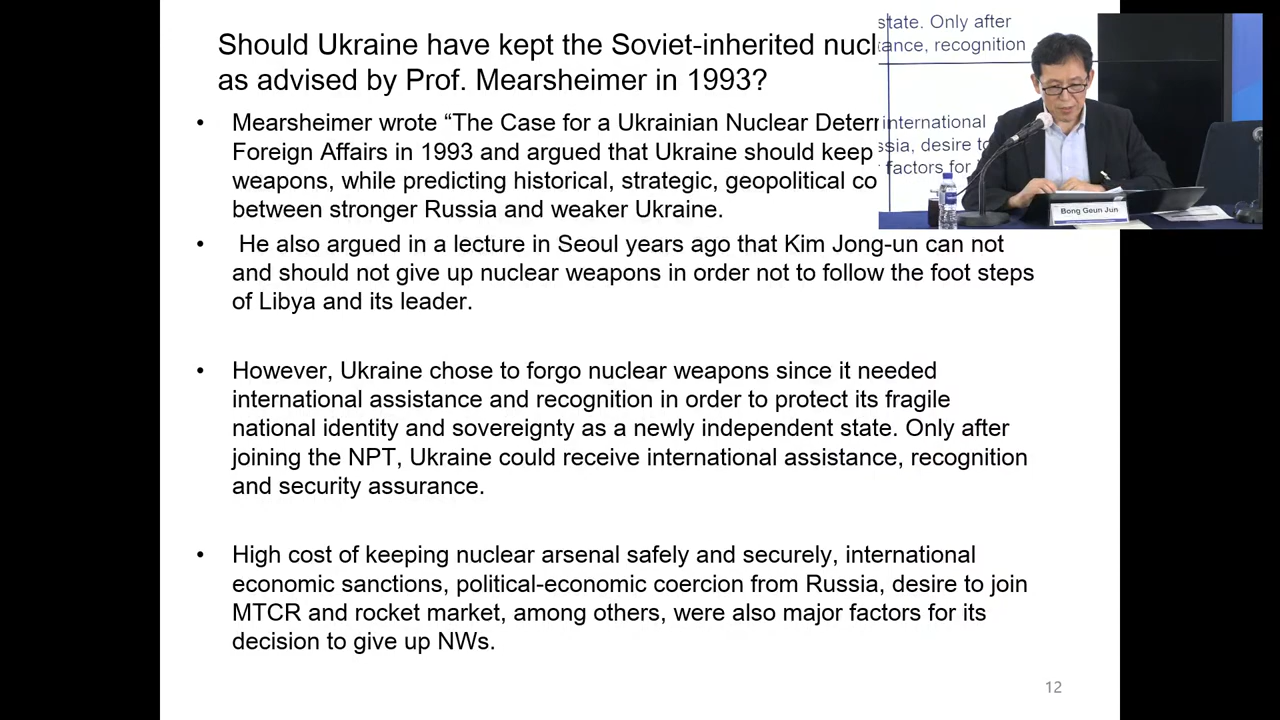 Should Ukraine have kept the Soviet-inherited nucl
as advised by Prof. Mearsheimer in 1993?
• Mearsheimer wrote “The Case for a Ukrainian Nuclear Deterr
Foreign Affairs in 1993 and argued that Ukraine should keep
weapons, while predicting historical, strategic, geopolitical co
between stronger Russia and weaker Ukraine.
• He also argued in a lecture in Seoul years ago that Kim Jong-un can not
and should not give up nuclear weapons in order not to follow the foot steps
of Libya and its leader.
• However, Ukraine chose to forgo nuclear weapons since it needed
international assistance and recognition in order to protect its fragile
national identity and sovereignty as a newly independent state. Only after
joining the NPT, Ukraine could receive international assistance, recognition
and security assurance.
• High cost of keeping nuclear arsenal safely and securely, international
economic sanctions, political-economic coercion from Russia, desire to join
MTCR and rocket market, among others, were also major factors for its
decision to give up NWs.
12
state. Only after
ance, recognition
international
ssia, desire to
factors for
Bong Geun Jun